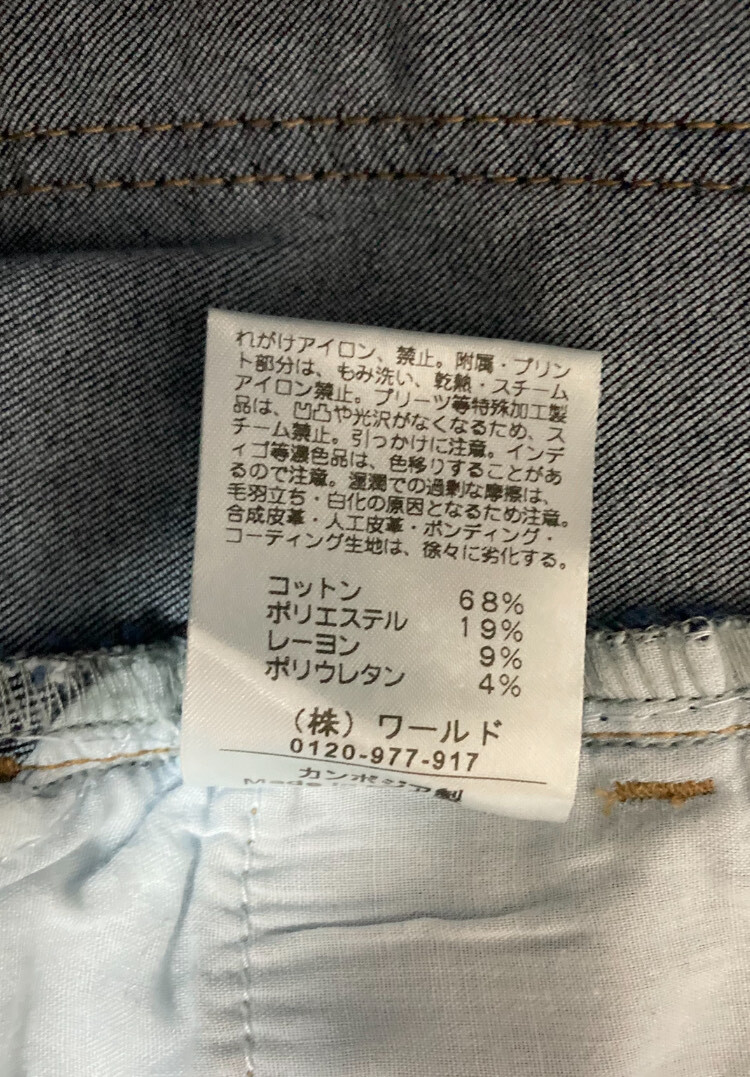 れがけアイロン、禁止。附属・プリン
ト部分は、もみ洗い、乾熱・スチーム
アイロン禁止。プリーツ等特殊加工製
品は、凹凸や光沢がなくなるため、ス
チーム禁止。引っかけに注意。インデ
ィゴ等濃色品は、色移りすることがあ
るので注意。湿潤での過剰な摩擦は、
毛羽立ち・白化の原因となるため注意。
合成皮革・人工皮革・ボンディング・
コーティング生地は、徐々に劣化する。
コットン 68%
ポリエステル 19%
レーヨン 9%
ポリウレタン 4%
（株）ワールド
0120-977-917
カンボジア製
Made